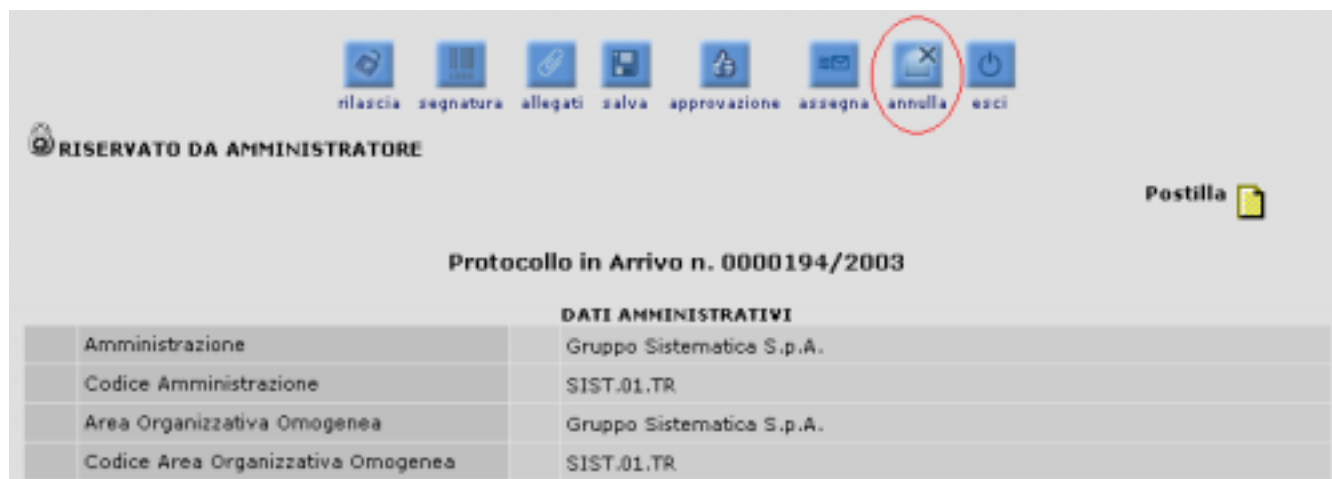 rilascia segnatura allegati salva approvazione assegna annulla esci
RISERVATO DA AMMINISTRATORE
Postilla
Protocollo in Arrivo n. 0000194/2003
DATI AMMINISTRATIVI
Amministrazione Gruppo Sistematica S.p.A.
Codice Amministrazione SIST.01.TR
Area Organizzativa Omogenea Gruppo Sistematica S.p.A.
Codice Area Organizzativa Omogenea SIST.01.TR